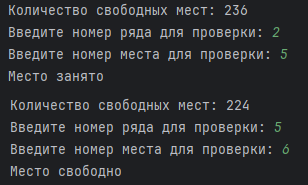 Количество свободных мест: 236
Введите номер ряда для проверки: 2
Введите номер места для проверки: 5
Место занято
Количество свободных мест: 224
Введите номер ряда для проверки: 5
Введите номер места для проверки: 6
Место свободно